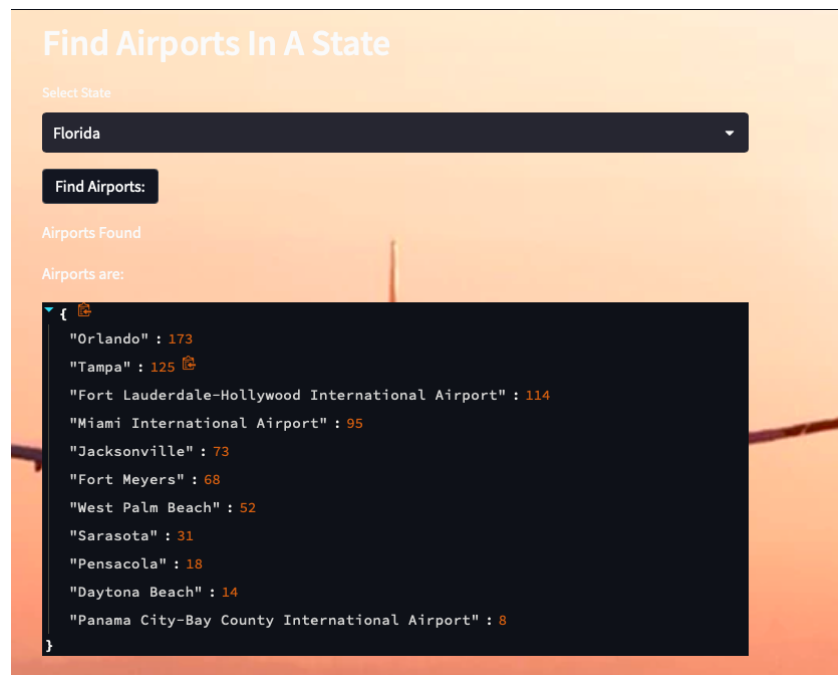 Find Airports In A State
Select State
Florida
Find Airports:
Airports Found
Airports are:
{
"Orlando" : 173
"Tampa" : 125
"Fort Lauderdale-Hollywood International Airport" : 114
"Miami International Airport" : 95
"Jacksonville" : 73
"Fort Meyers" : 68
"West Palm Beach" : 52
"Sarasota" : 31
"Pensacola" : 18
"Daytona Beach" : 14
"Panama City-Bay County International Airport" : 8
}